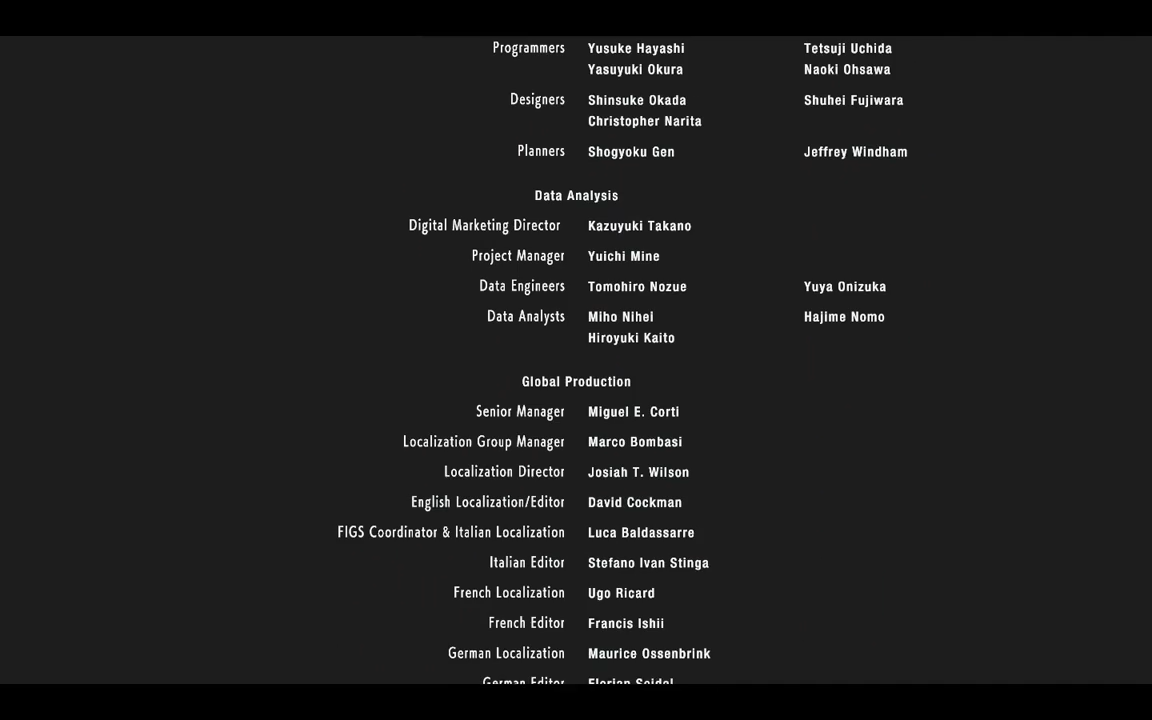 Programmers Yusuke Hayashi Tetsuji Uchida
Yasuyuki Okura Naoki Ohsawa
Designers Shinsuke Okada Shuhei Fujiwara
Christopher Narita
Planners Shogyoku Gen Jeffrey Windham
Data Analysis
Digital Marketing Director Kazuyuki Takano
Project Manager Yuichi Mine
Data Engineers Tomohiro Nozue Yuya Onizuka
Data Analysts Miho Nihei Hajime Nomo
Hiroyuki Kaito
Global Production
Senior Manager Miguel E. Corti
Localization Group Manager Marco Bombasi
Localization Director Josiah T. Wilson
English Localization/Editor David Cockman
FIGS Coordinator & Italian Localization Luca Baldassarre
Italian Editor Stefano Ivan Stinga
French Localization Ugo Ricard
French Editor Francis Ishii
German Localization Maurice Ossenbrink
German Editor Florian Seidel